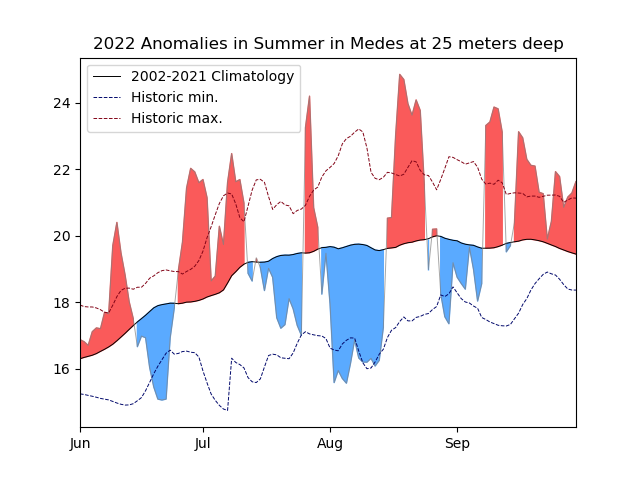 2022 Anomalies in Summer in Medes at 25 meters deep
2002-2021 Climatology
Historic min.
Historic max.
24
22
20
18
16
Jun Jul Aug Sep